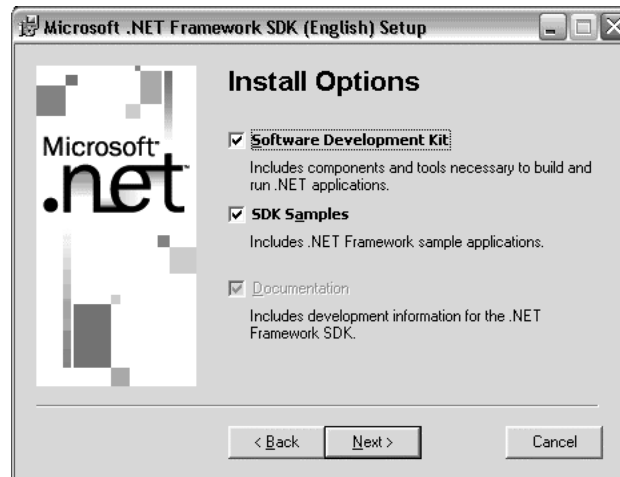 Microsoft .NET Framework SDK (English) Setup
Install Options
Microsoft
.net
Software Development Kit
Includes components and tools necessary to build and
run .NET applications.
SDK Samples
Includes .NET Framework sample applications.
Documentation
Includes development information for the .NET
Framework SDK.
< Back Next > Cancel